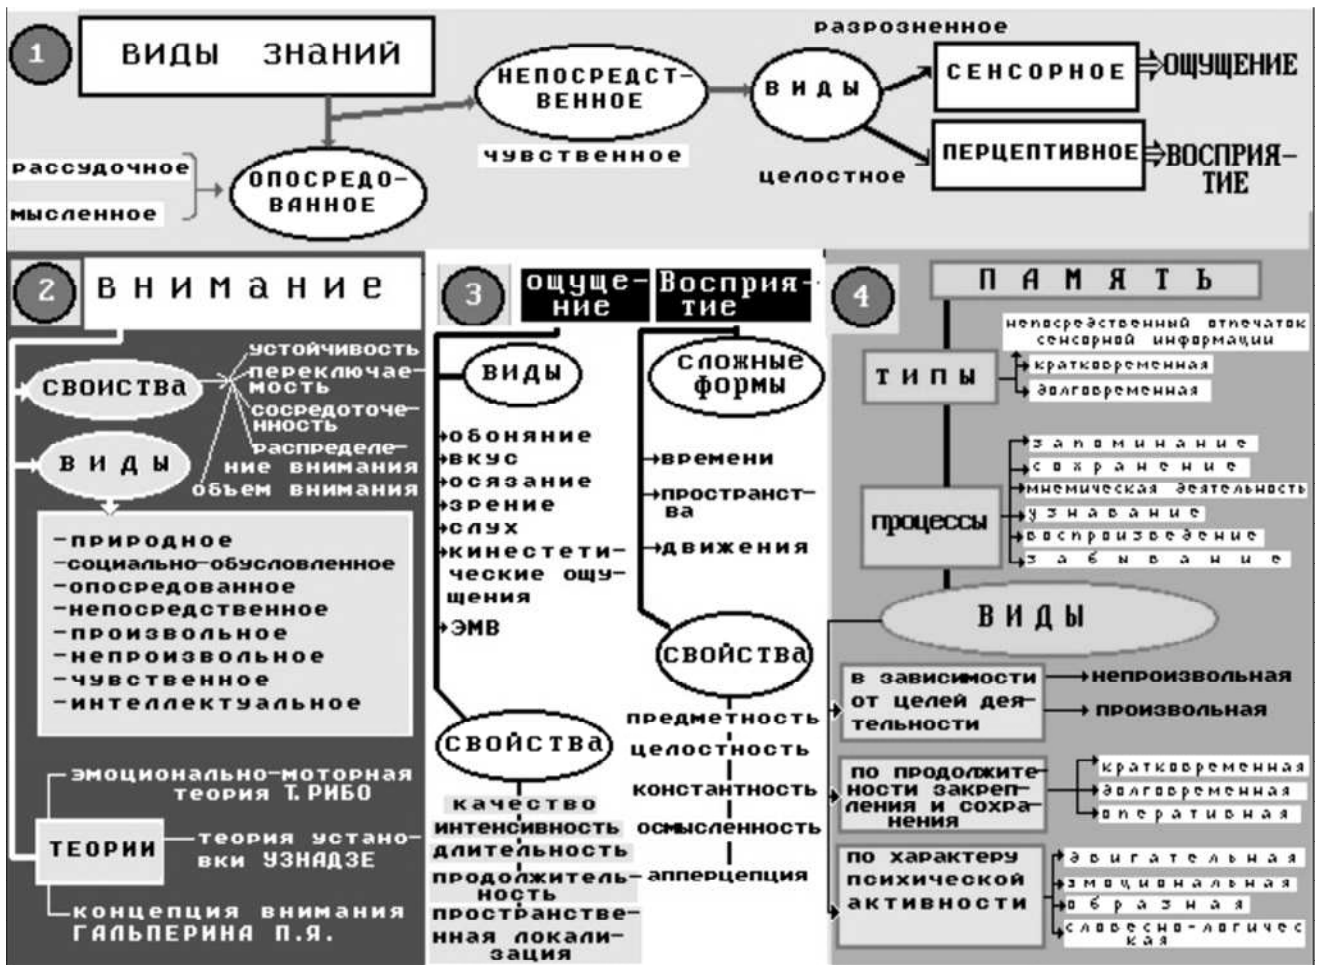 1
ВИДЫ ЗНАНИЙ
НЕПОСРЕДСТ-
ВЕННОЕ
чувственное
ВИДЫ
разрозненное
СЕНСОРНОЕ
ОЩУЩЕНИЕ
целостное
ПЕРЦЕПТИВНОЕ
ВОСПРИЯ-
ТИЕ
рассудочное
мысленное
ОПОСРЕДО-
ВАННОЕ
2
внимание
СВОИСТВА
устойчивость
переключае-
мость
сосредоточе-
нность
распределе-
ние внимания
объем внимания
ВИДЫ
-природное
-социально-обусловленное
-опосредованное
-непосредственное
-произвольное
-непроизвольное
-чувственное
-интеллектуальное
ТЕОРИИ
эмоционально-моторная
теория Т.РИБО
теория устано-
вки УЗНАДЗЕ
концепция внимания
ГАЛЬПЕРИНА П.Я.
3
ощуще-
ние
Восприя-
тие
ВИДЫ
обоняние
вкус
осязание
зрение
слух
кинестети-
ческие ощу-
щения
ЭМВ
СВОЙСТВА
качество
интенсивность
длительность
продолжитель-
ность
пространстве-
нная локали-
зация
СЛОЖНЫЕ
формы
времени
пространст-
ва
движения
СВОЙСТВА
предметность
целостность
константность
осмысленность
апперцепция
4
ПАМЯТЬ
ТИПЫ
непосредственный отпечаток
сенсорной информации
кратковременная
долговременная
процессы
запоминание
сохранение
мнемическая деятельность
узнавание
воспроизведение
забывание
ВИДЫ
в зависимости
от целей дея-
тельности
непроизвольная
произвольная
по продолжите-
ности закреп-
ления и сохра-
нения
кратковременная
долговременная
оперативная
по характеру
психической
активности
двигательная
эмоциональная
образная
словесно-логичес
кая